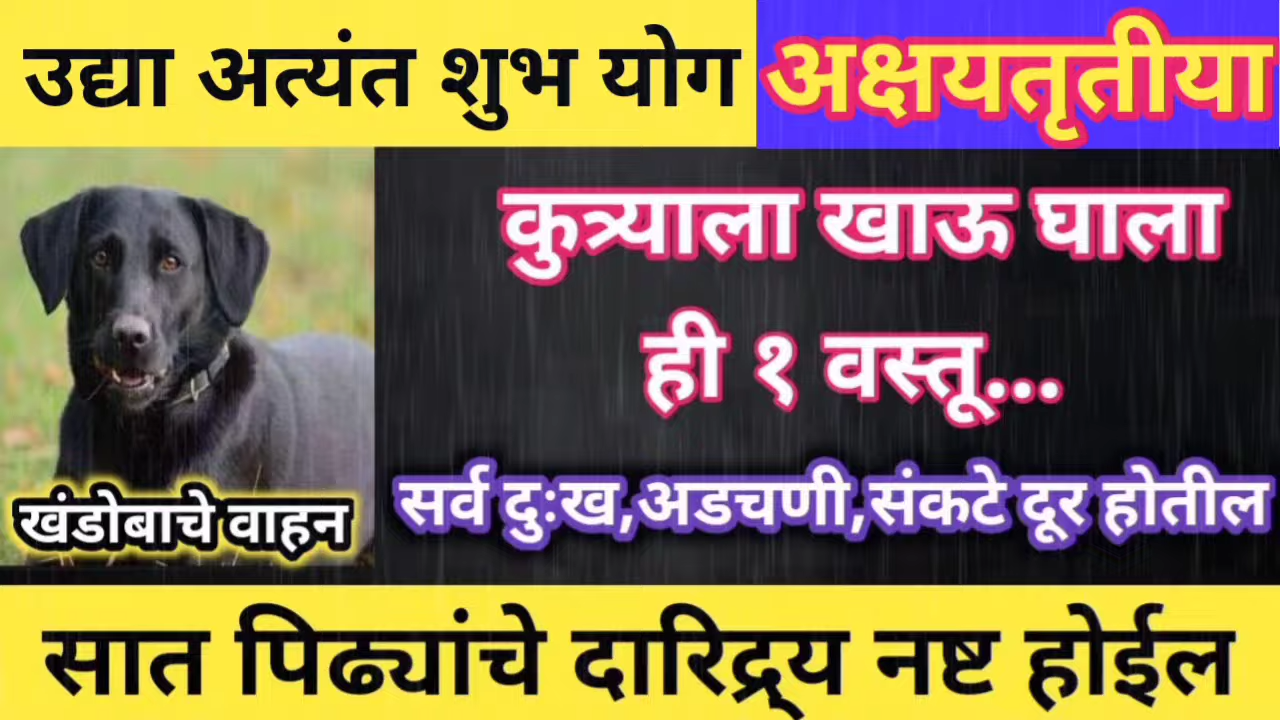 उद्या अत्यंत शुभ योग अक्षयतृतीया
कुत्र्याला खाऊ घाला
ही १ वस्तू...
सर्व दुःख,अडचणी,संकटे दूर होतील
खंडोबाचे वाहन
सात पिढ्यांचे दारिद्र्य नष्ट होईल